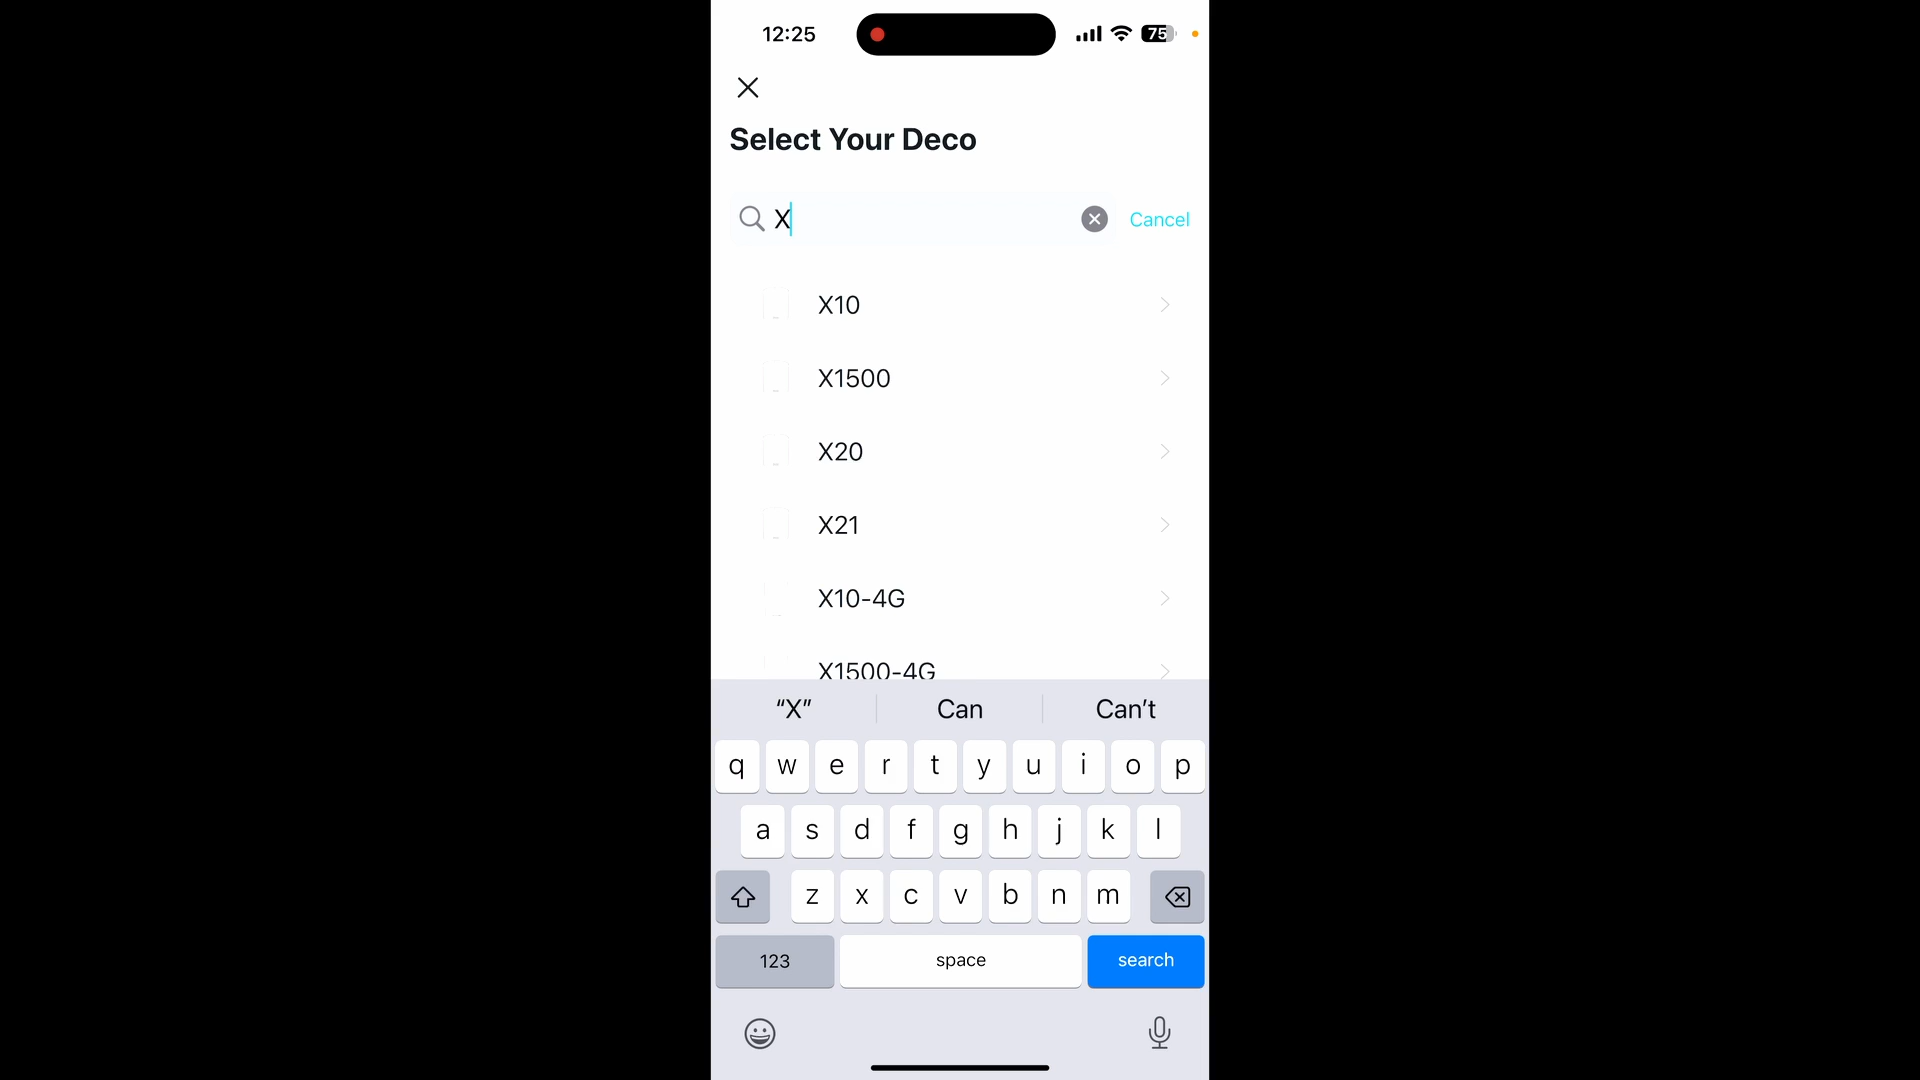 12:25
75
Select Your Deco
X
Cancel
X10
X1500
X20
X21
X10-4G
X1500-4G
“X” Can Can’t
q w e r t y u i o p
a s d f g h j k l
z x c v b n m
123 space search